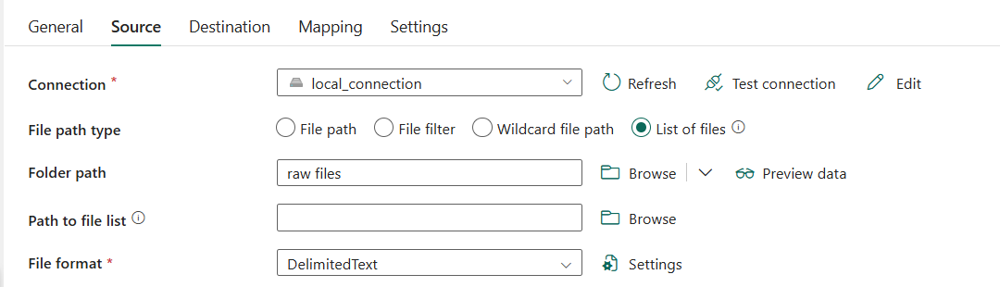 General Source Destination Mapping Settings
Connection * local_connection Refresh Test connection Edit
File path type File path File filter Wildcard file path List of files
Folder path raw files Browse Preview data
Path to file list Browse
File format * DelimitedText Settings